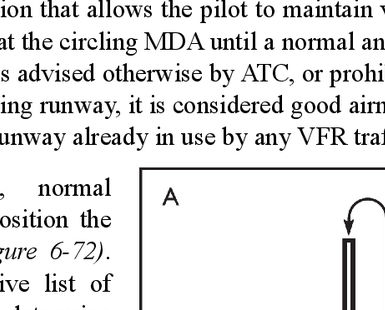 ion that allows the pilot to maintain
at the circling MDA until a normal an
s advised otherwise by ATC, or prohi
ing runway, it is considered good airn
unway already in use by any VFR traf
, normal
osition the
gure 6-72).
ive list of
A